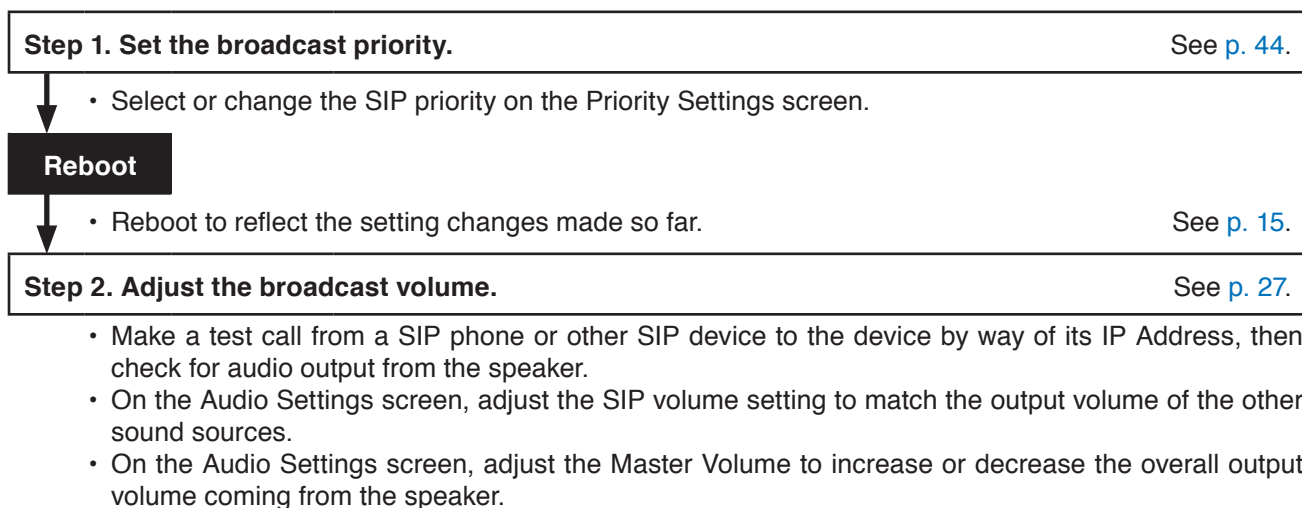 Step 1. Set the broadcast priority. See p. 44.
• Select or change the SIP priority on the Priority Settings screen.
Reboot
• Reboot to reflect the setting changes made so far. See p. 15.
Step 2. Adjust the broadcast volume. See p. 27.
• Make a test call from a SIP phone or other SIP device to the device by way of its IP Address, then
check for audio output from the speaker.
• On the Audio Settings screen, adjust the SIP volume setting to match the output volume of the other
sound sources.
• On the Audio Settings screen, adjust the Master Volume to increase or decrease the overall output
volume coming from the speaker.